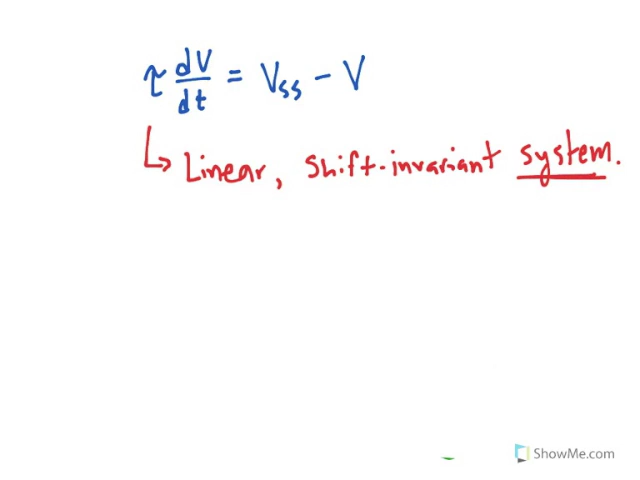 τ dV/dt = Vss − V
↳ Linear, Shift-invariant system.
ShowMe.com